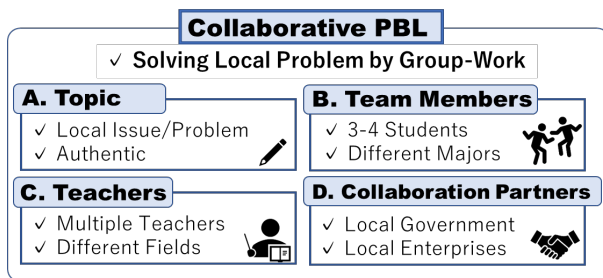 Collaborative PBL
✓ Solving Local Problem by Group-Work
A. Topic
✓ Local Issue/Problem
✓ Authentic
B. Team Members
✓ 3-4 Students
✓ Different Majors
C. Teachers
✓ Multiple Teachers
✓ Different Fields
D. Collaboration Partners
✓ Local Government
✓ Local Enterprises